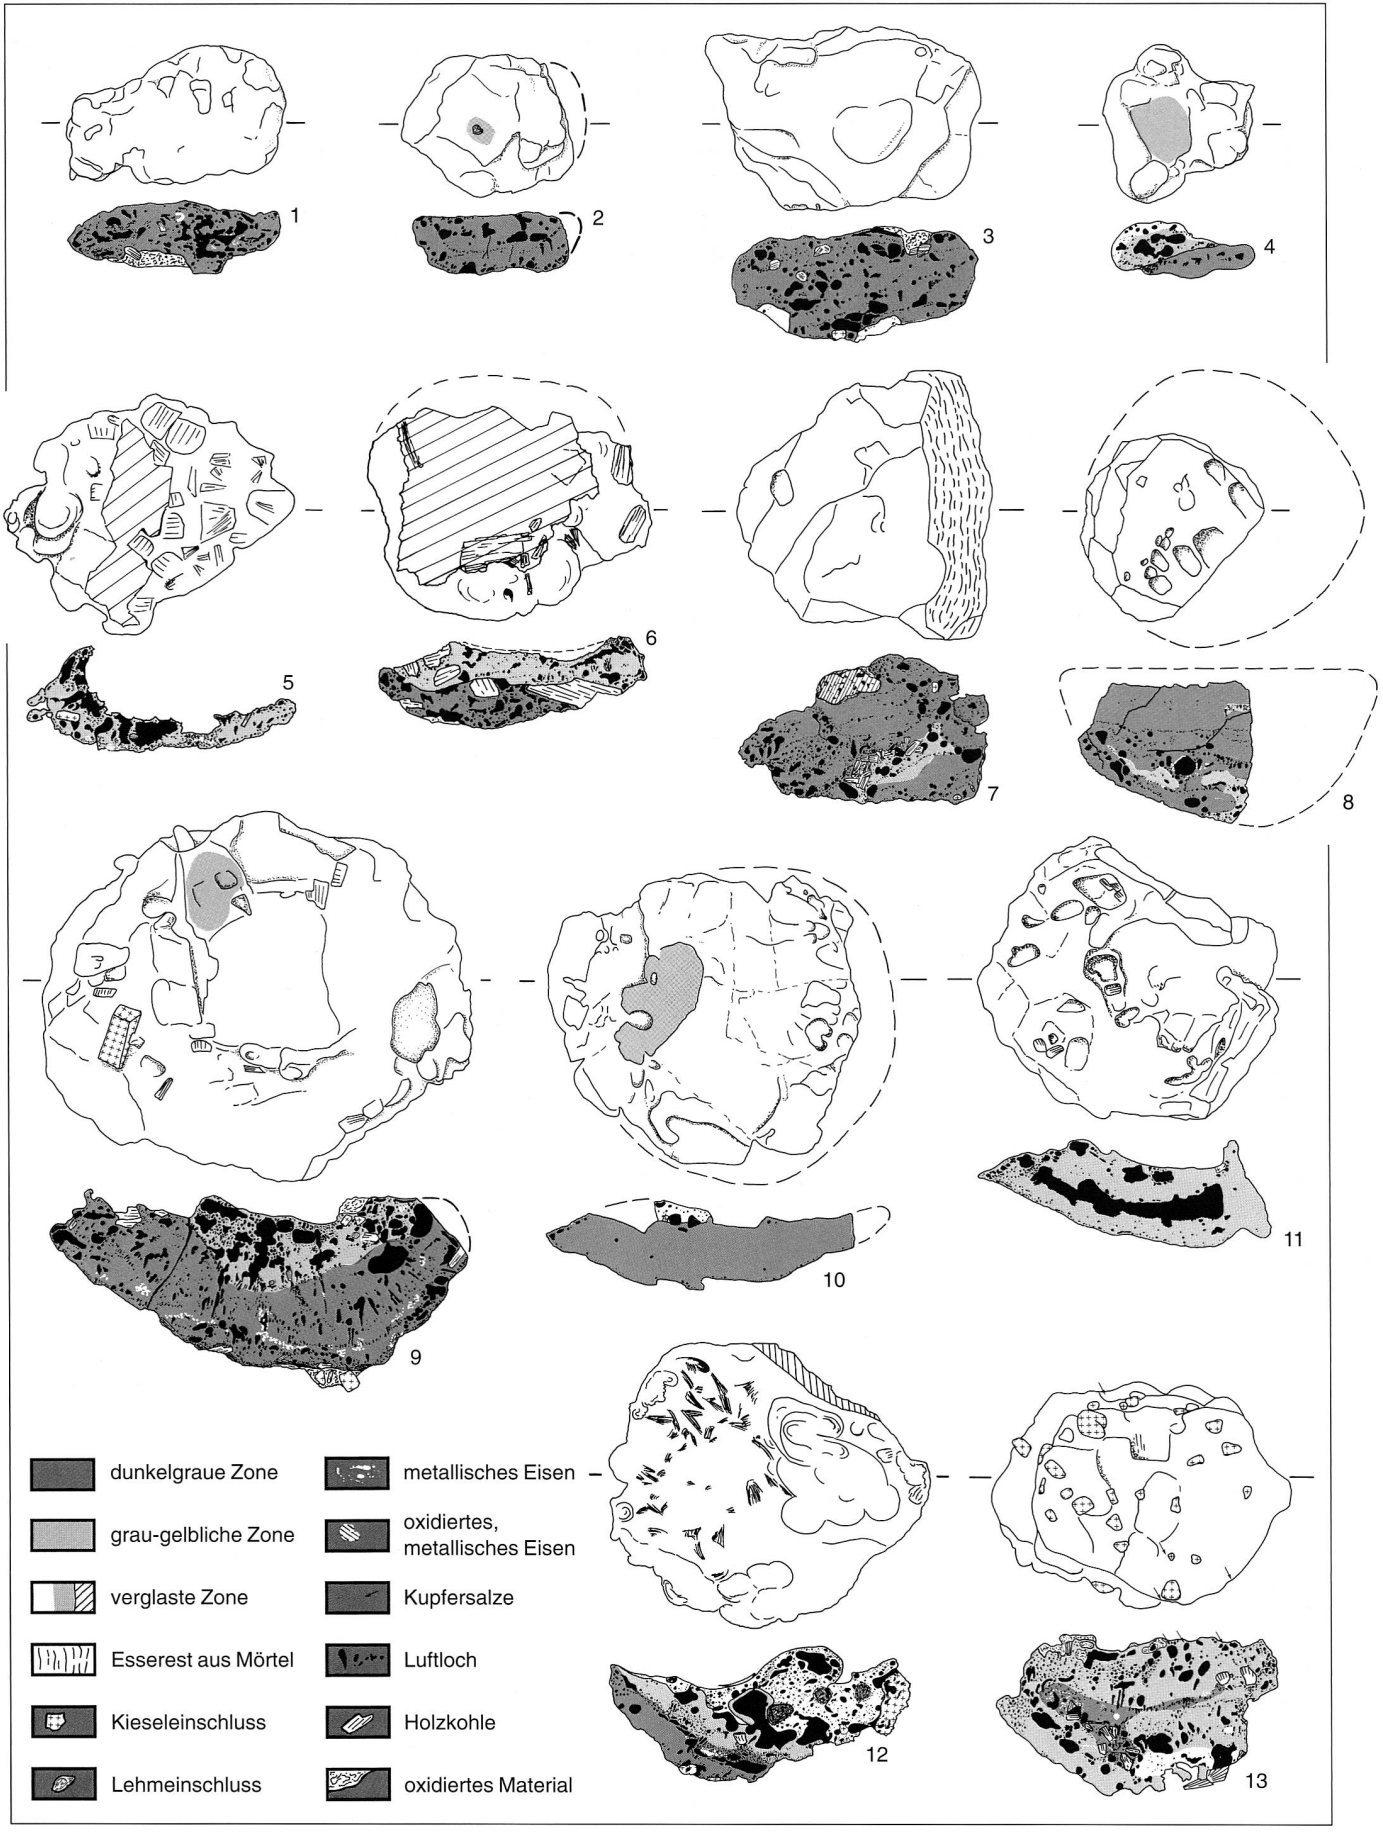 1
2
3
4
5
6
7
8
9
10
11
12
13
dunkelgraue Zone
grau-gelbliche Zone
verglaste Zone
Esserest aus Mörtel
Kieseleinschluss
Lehmeinschluss
metallisches Eisen
oxidiertes,
metallisches Eisen
Kupfersalze
Luftloch
Holzkohle
oxidiertes Material